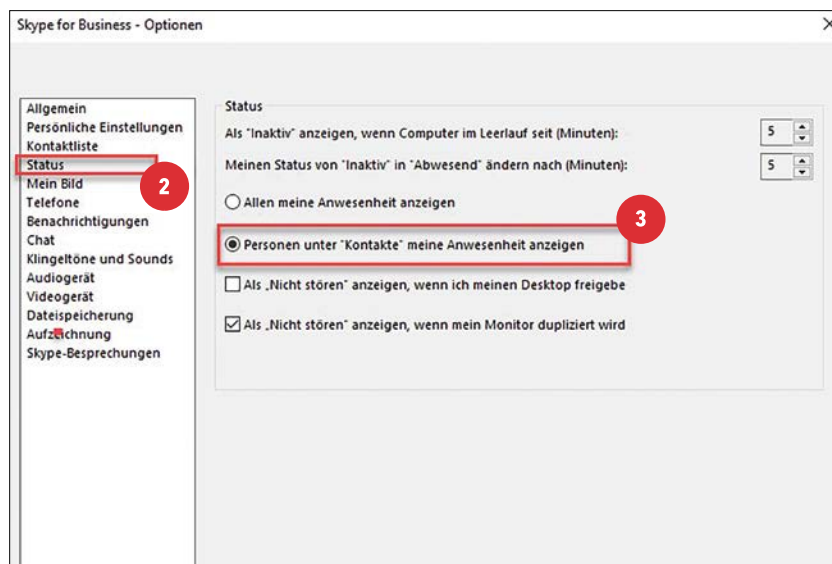 Skype for Business - Optionen
Allgemein
Persönliche Einstellungen
Kontaktliste
Status
Mein Bild
Telefone
Benachrichtigungen
Chat
Klingeltöne und Sounds
Audiogerät
Videogerät
Dateispeicherung
Aufzeichnung
Skype-Besprechungen
2
Status
Als "Inaktiv" anzeigen, wenn Computer im Leerlauf seit (Minuten): 5
Meinen Status von "Inaktiv" in "Abwesend" ändern nach (Minuten): 5
Allen meine Anwesenheit anzeigen
3
Personen unter "Kontakte" meine Anwesenheit anzeigen
Als „Nicht stören" anzeigen, wenn ich meinen Desktop freigebe
Als „Nicht stören" anzeigen, wenn mein Monitor dupliziert wird